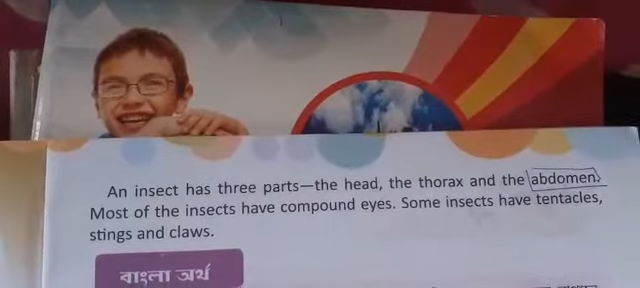 An insect has three parts—the head, the thorax and the abdomen.
Most of the insects have compound eyes. Some insects have tentacles,
stings and claws.
বাংলা অর্থ